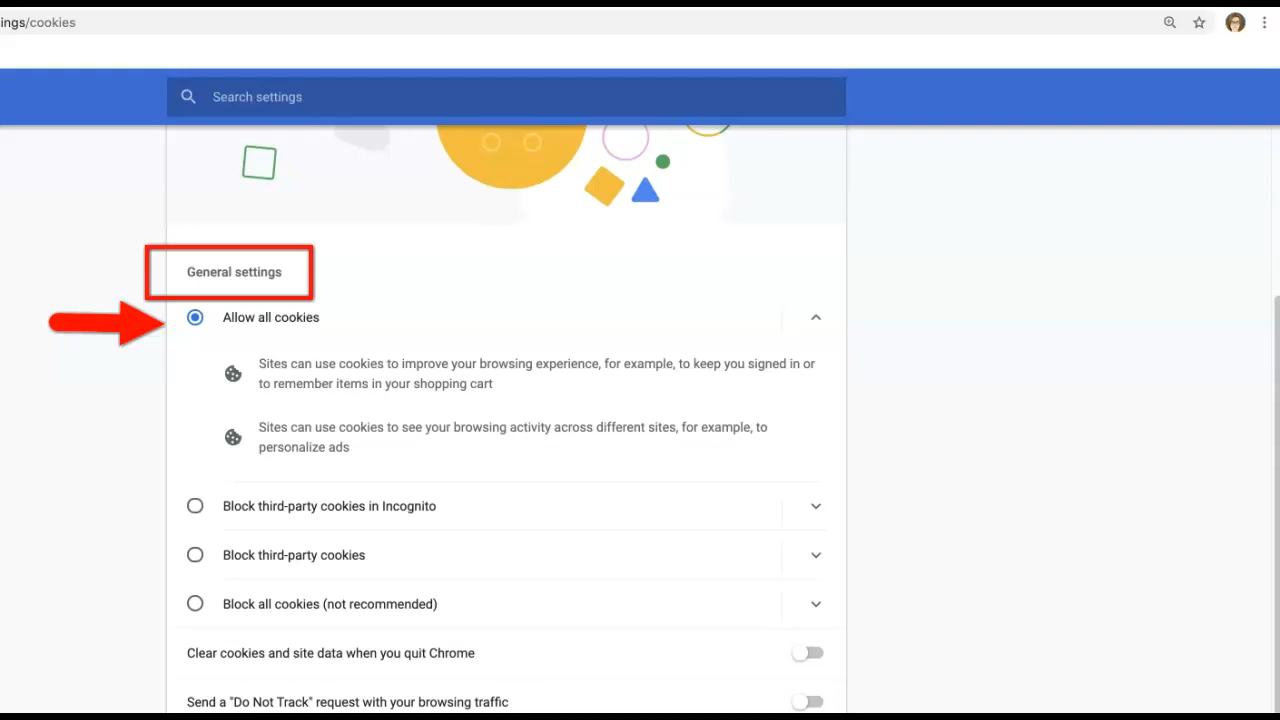 ings/cookies
Search settings
General settings
Allow all cookies
Sites can use cookies to improve your browsing experience, for example, to keep you signed in or
to remember items in your shopping cart
Sites can use cookies to see your browsing activity across different sites, for example, to
personalize ads
Block third-party cookies in Incognito
Block third-party cookies
Block all cookies (not recommended)
Clear cookies and site data when you quit Chrome
Send a "Do Not Track" request with your browsing traffic